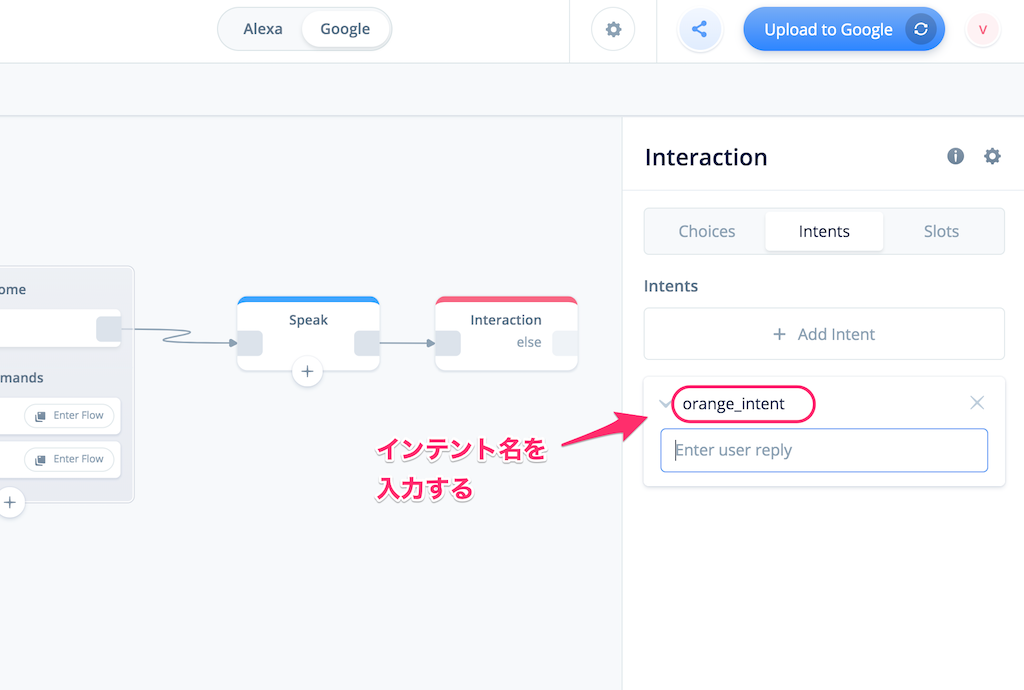 Alexa
Google
Upload to Google
v
Interaction
Choices
Intents
Slots
Intents
+ Add Intent
orange_intent
Enter user reply
ome
mands
Enter Flow
Enter Flow
Speak
Interaction
else
インテント名を
入力する